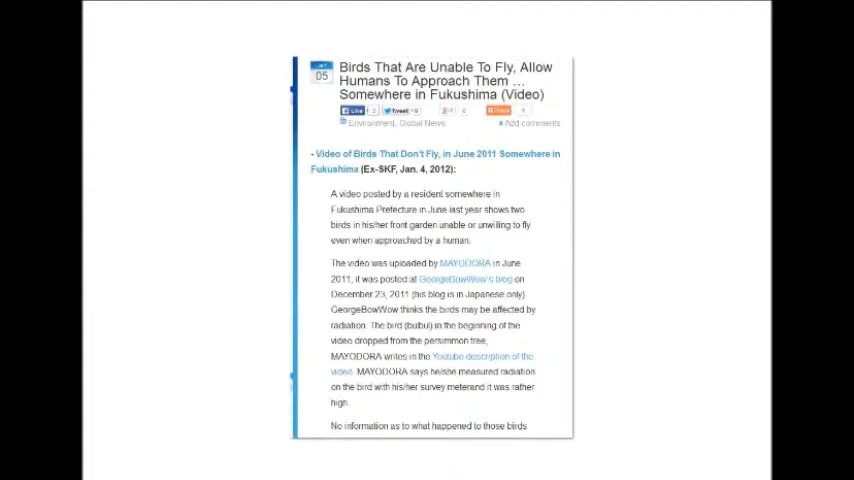 JAN
05
Birds That Are Unable To Fly, Allow
Humans To Approach Them ...
Somewhere in Fukushima (Video)
Like
Tweet
Share
1
Environment, Global News
Add comments
- Video of Birds That Don't Fly, in June 2011 Somewhere in
Fukushima (Ex-SKF, Jan. 4, 2012):
A video posted by a resident somewhere in
Fukushima Prefecture in June last year shows two
birds in his/her front garden unable or unwilling to fly
even when approached by a human.
The video was uploaded by MAYODORA in June
2011, it was posted at GeorgeBowWow's blog on
December 23, 2011 (his blog is in Japanese only).
GeorgeBowWow thinks the birds may be affected by
radiation. The bird (bulbul) in the beginning of the
video dropped from the persimmon tree,
MAYODORA writes in the Youtube description of the
video. MAYODORA says he/she measured radiation
on the bird with his/her survey meterand it was rather
high.
No information as to what happened to those birds